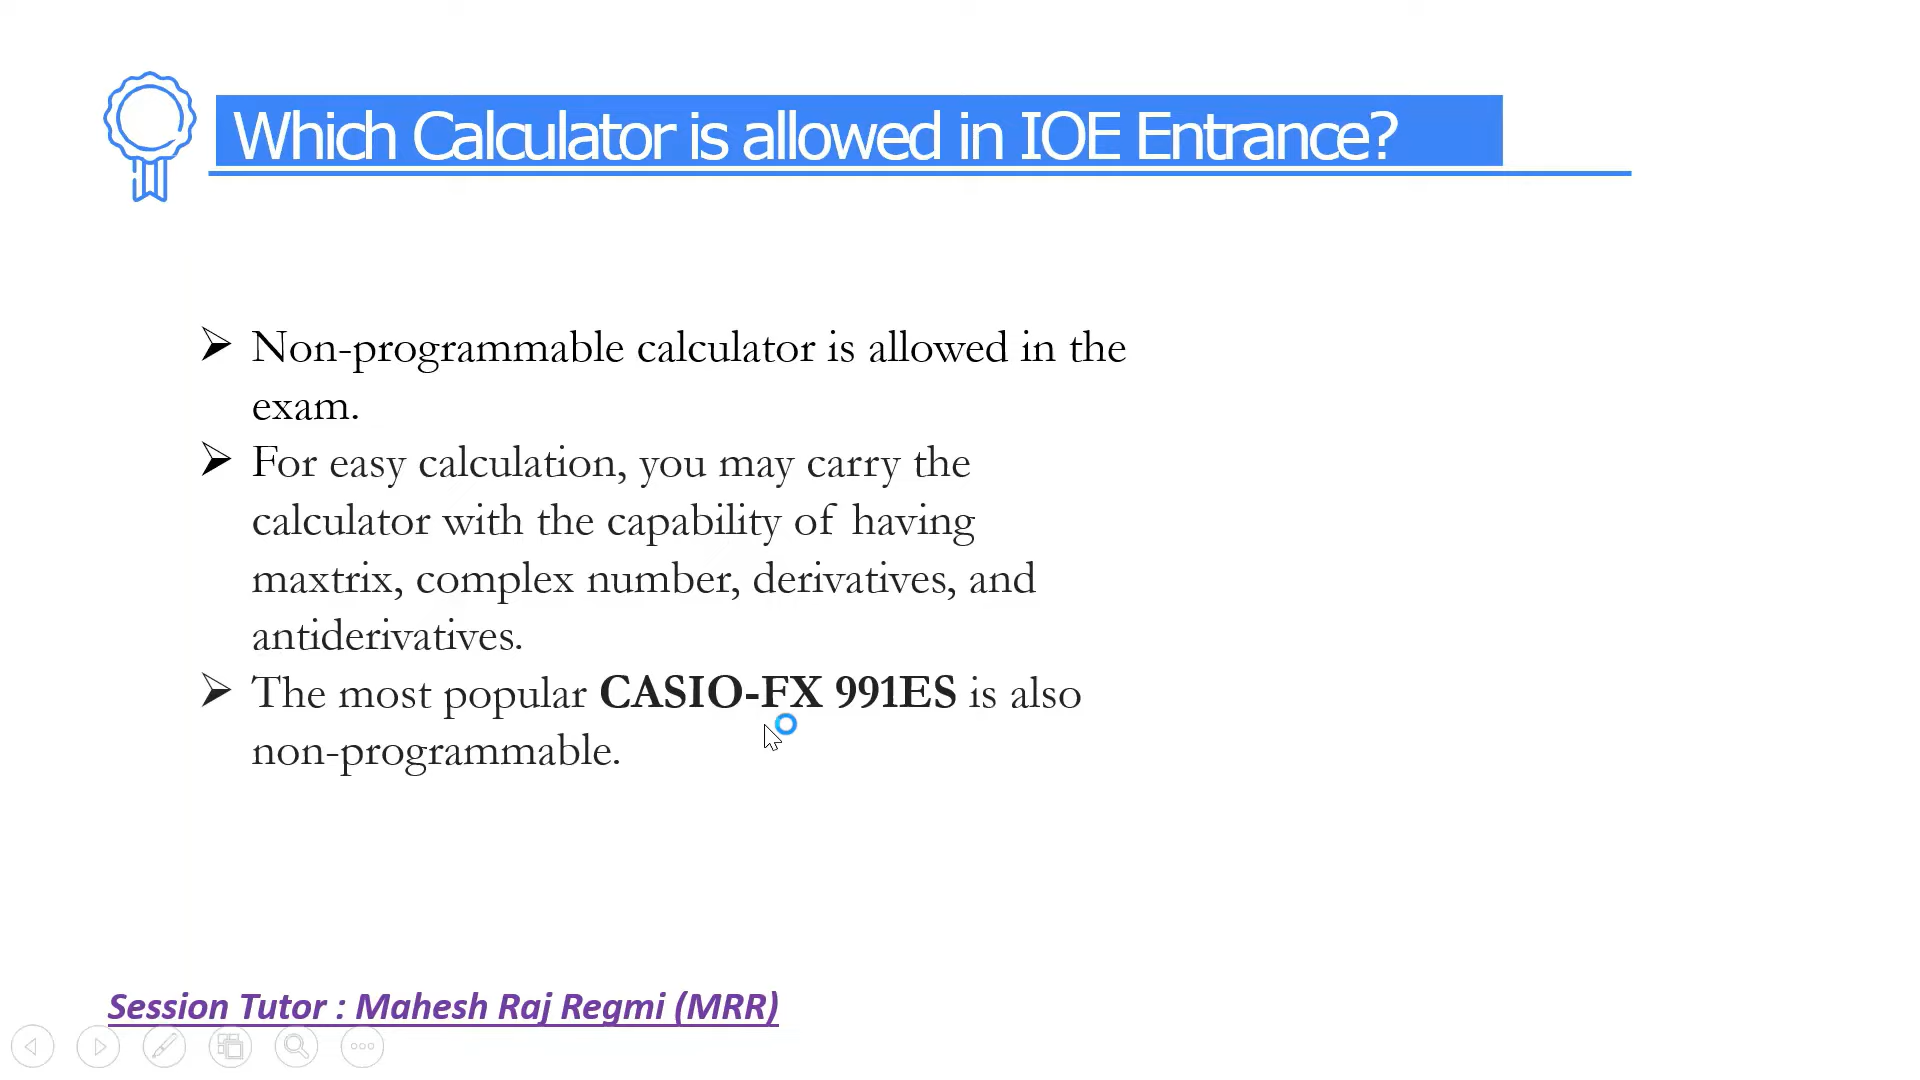 Which Calculator is allowed in IOE Entrance?
➤ Non-programmable calculator is allowed in the
exam.
➤ For easy calculation, you may carry the
calculator with the capability of having
maxtrix, complex number, derivatives, and
antiderivatives.
➤ The most popular CASIO-FX 991ES is also
non-programmable.
Session Tutor : Mahesh Raj Regmi (MRR)